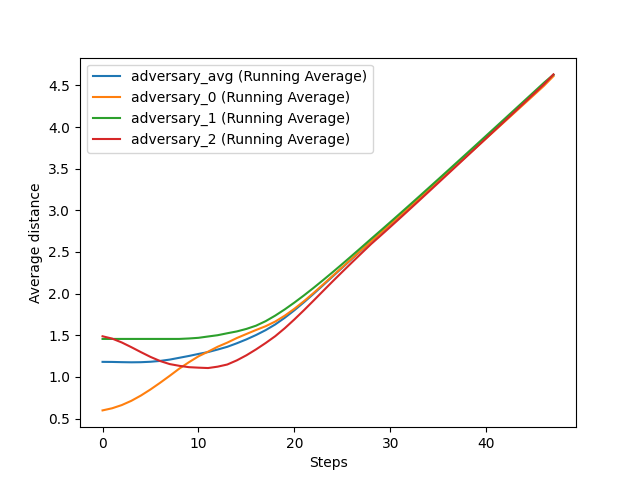 adversary_avg (Running Average)
adversary_0 (Running Average)
adversary_1 (Running Average)
adversary_2 (Running Average)
4.5
4.0
3.5
3.0
2.5
2.0
1.5
1.0
0.5
Average distance
0 10 20 30 40
Steps